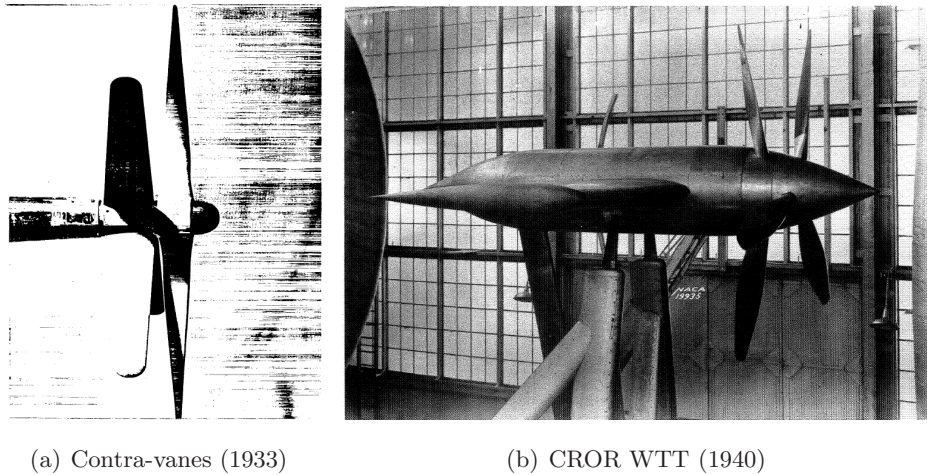 NACA
19935
(a) Contra-vanes (1933)
(b) CROR WTT (1940)